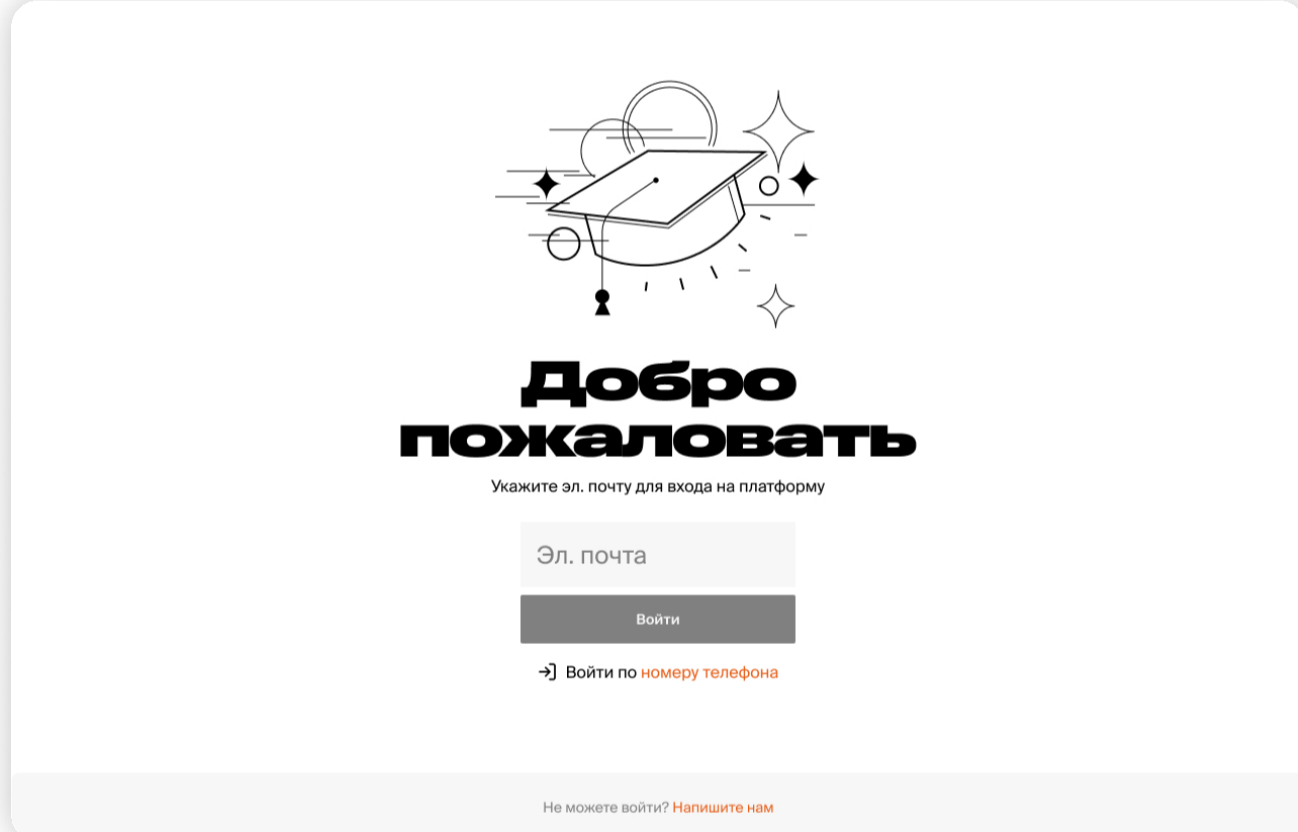 Добро
пожаловать
Укажите эл. почту для входа на платформу
Эл. почта
Войти
Войти по номеру телефона
Не можете войти? Напишите нам